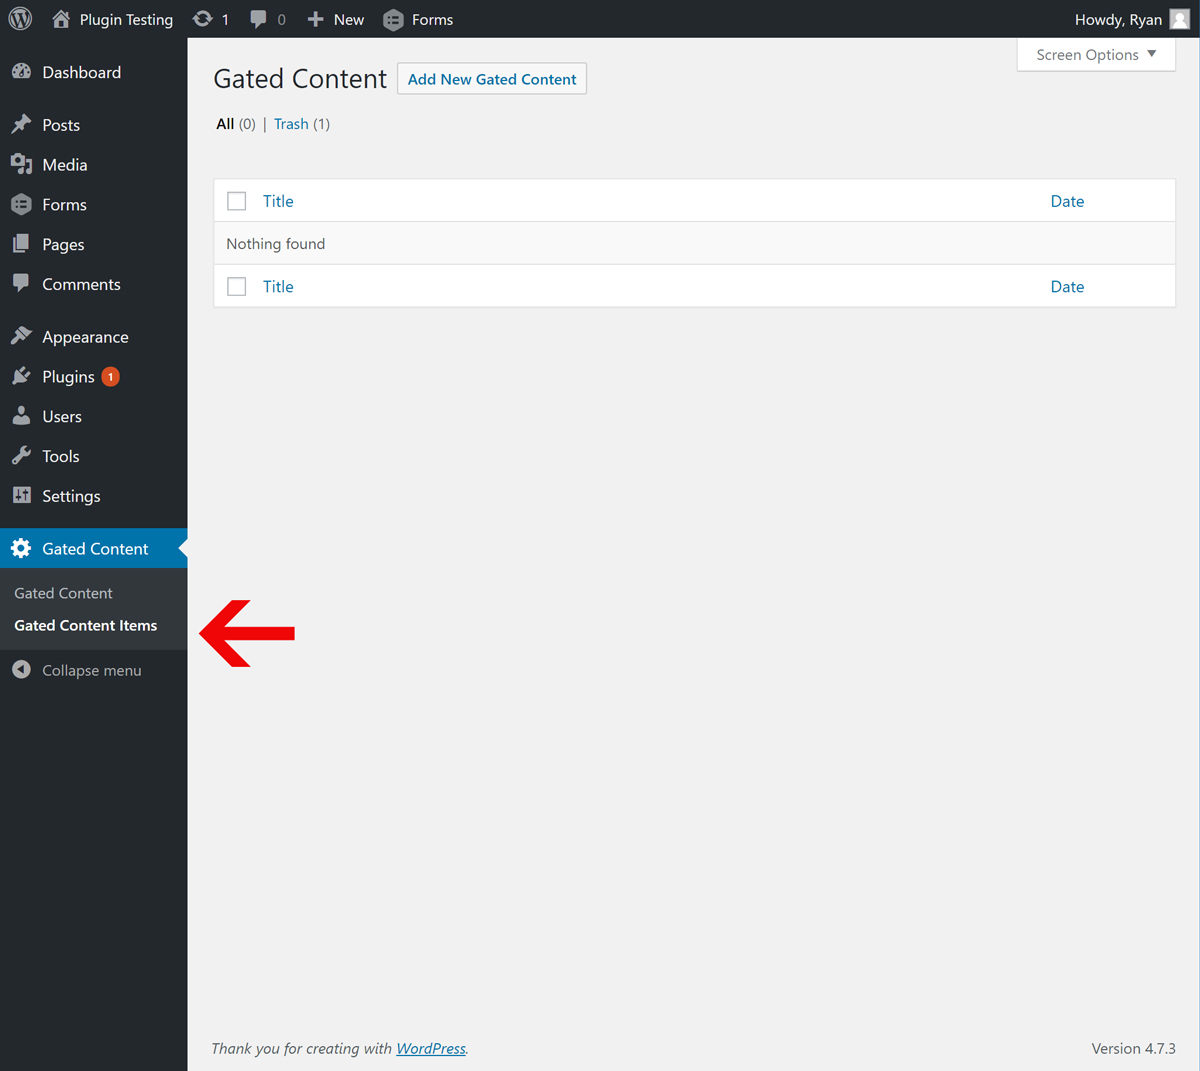 Plugin Testing 1 0 New Forms Howdy, Ryan
Screen Options
Dashboard
Posts
Media
Forms
Pages
Comments
Appearance
Plugins 1
Users
Tools
Settings
Gated Content
Gated Content
Gated Content Items
Collapse menu
Gated Content Add New Gated Content
All (0) | Trash (1)
Title Date
Nothing found
Title Date
Thank you for creating with WordPress. Version 4.7.3